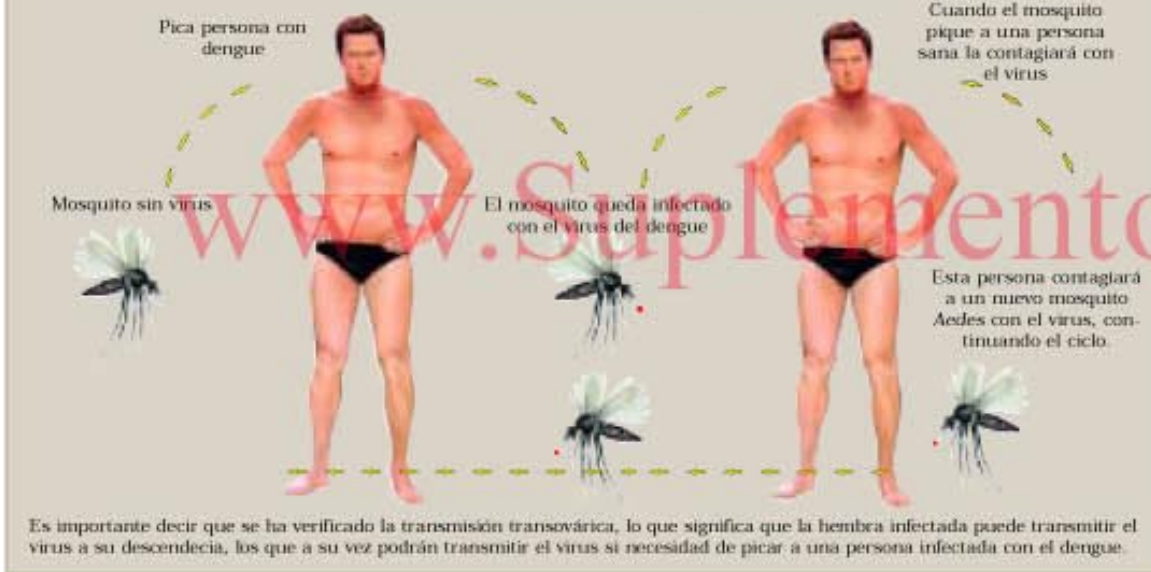 Pica persona con
dengue
Cuando el mosquito
pique a una persona
sana la contagiará con
el virus
Mosquito sin virus
El mosquito queda infectado
con el virus del dengue
www.Suplemento
Esta persona contagiará
a un nuevo mosquito
Aedes con el virus, con-
tinuando el ciclo.
Es importante decir que se ha verificado la transmisión transovárica, lo que significa que la hembra infectada puede transmitir el
virus a su descendecia, los que a su vez podrán transmitir el virus si necesidad de picar a una persona infectada con el dengue.